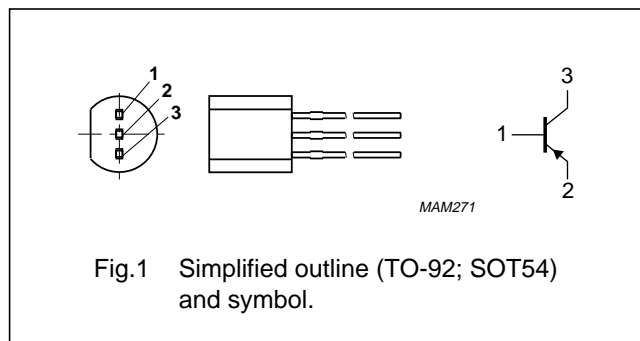 1
2
3
3
1
2
MAM271
Fig.1 Simplified outline (TO-92; SOT54)
and symbol.